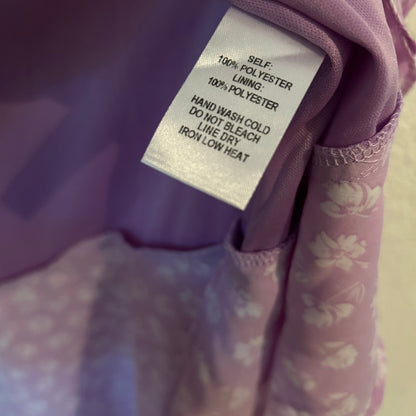 SELF:
100% POLYESTER
LINING:
100% POLYESTER
HAND WASH COLD
DO NOT BLEACH
LINE DRY
IRON LOW HEAT